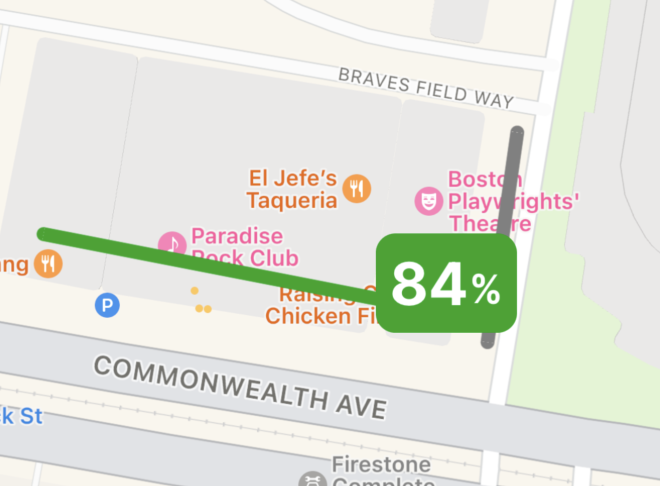 BRAVES FIELD WAY
El Jefe's
Taqueria
Boston
Playwrights'
Theatre
Paradise
Rock Club
ang
Raising C
Chicken Fi
84%
P
COMMONWEALTH AVE
k St
Firestone
Complete